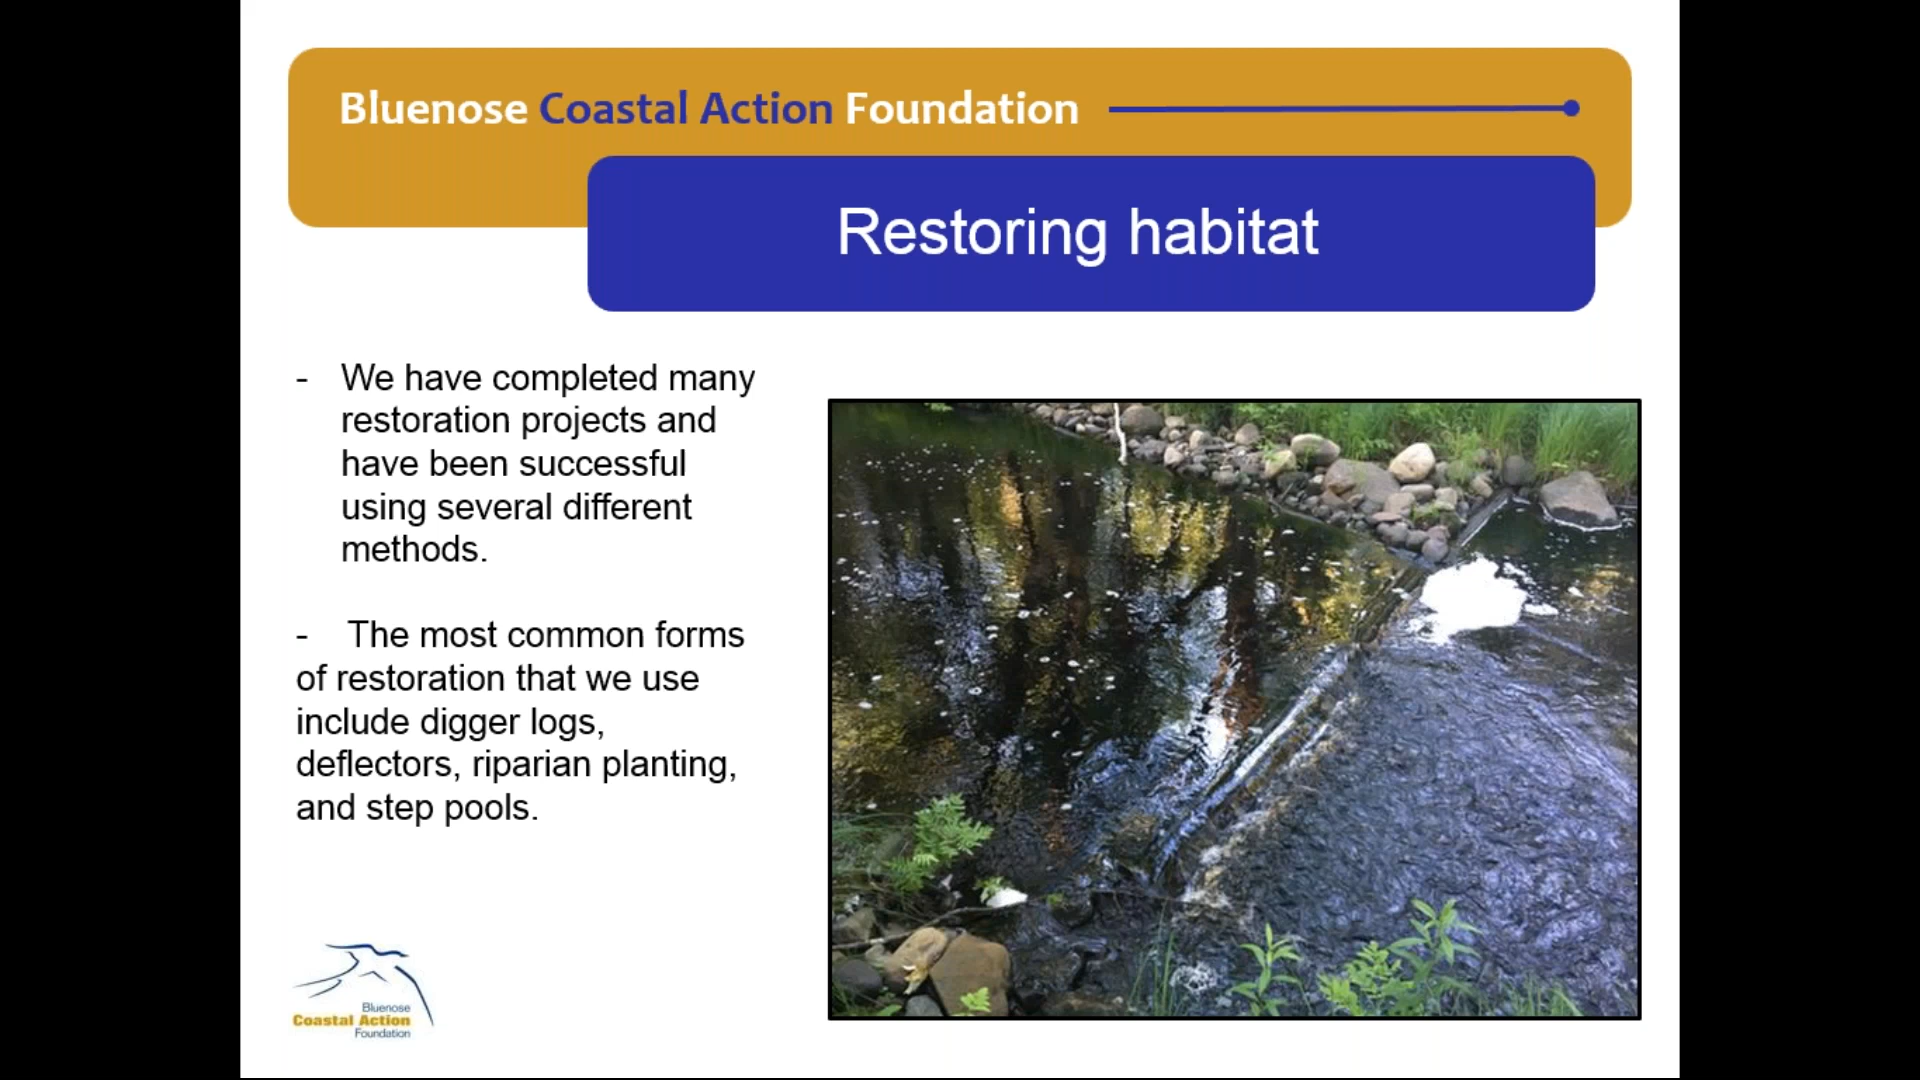 Bluenose Coastal Action Foundation
Restoring habitat
- We have completed many
restoration projects and
have been successful
using several different
methods.
- The most common forms
of restoration that we use
include digger logs,
deflectors, riparian planting,
and step pools.
Bluenose
Coastal Action
Foundation